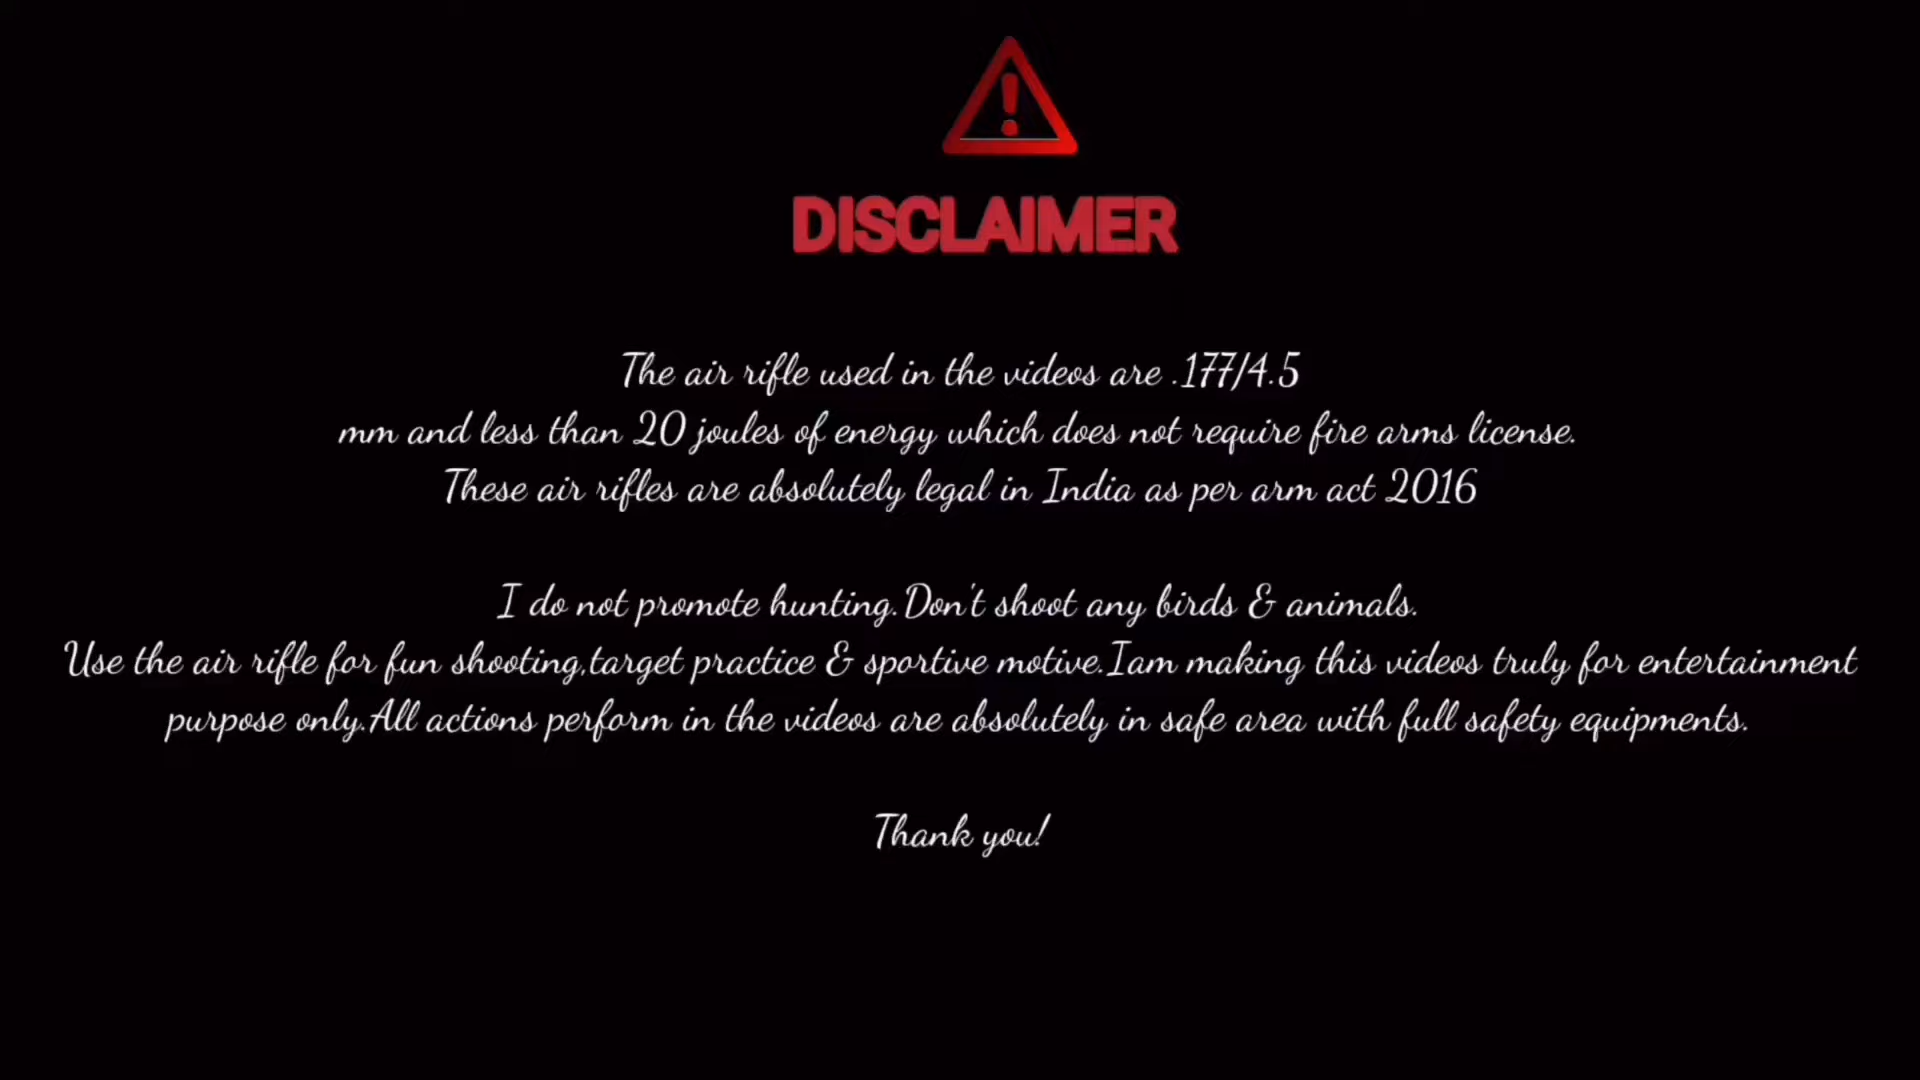 DISCLAIMER
The air rifle used in the videos are .177/4.5
mm and less than 20 joules of energy which does not require fire arms license.
These air rifles are absolutely legal in India as per arm act 2016
I do not promote hunting.Don't shoot any birds & animals.
Use the air rifle for fun shooting,target practice & sportive motive.Iam making this videos truly for entertainment
purpose only.All actions perform in the videos are absolutely in safe area with full safety equipments.
Thank you!